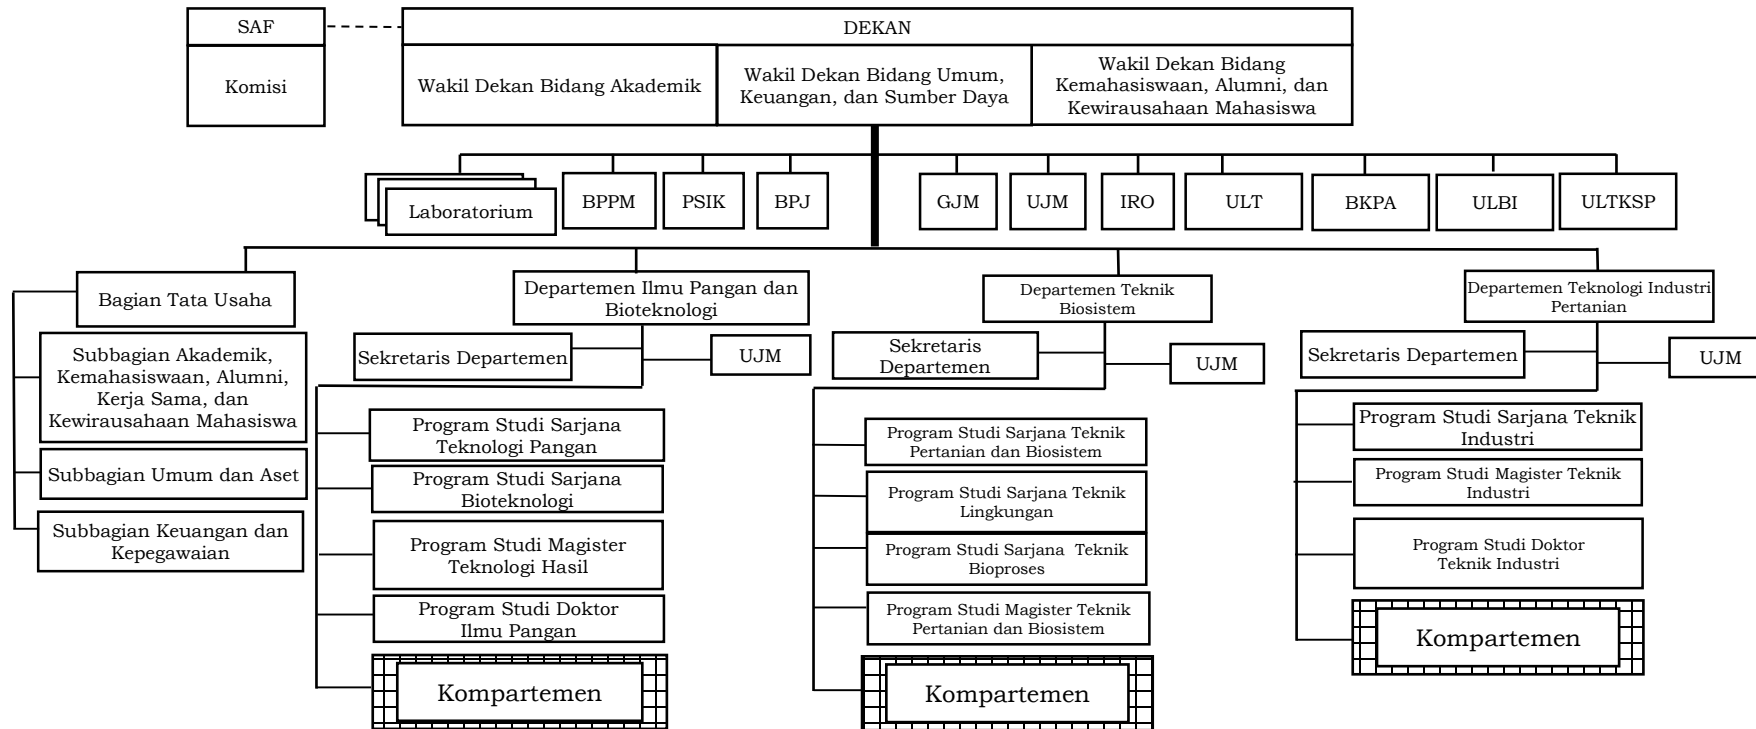 SAF
DEKAN
Komisi
Wakil Dekan Bidang Akademik
Wakil Dekan Bidang Umum,
Keuangan, dan Sumber Daya
Wakil Dekan Bidang
Kemahasiswaan, Alumni, dan
Kewirausahaan Mahasiswa
Laboratorium
BPPM
PSIK
BPJ
GJM
UJM
IRO
ULT
BKPA
ULBI
ULTKSP
Bagian Tata Usaha
Subbagian Akademik,
Kemahasiswaan, Alumni,
Kerja Sama, dan
Kewirausahaan Mahasiswa
Subbagian Umum dan Aset
Subbagian Keuangan dan
Kepegawaian
Departemen Ilmu Pangan dan
Bioteknologi
Sekretaris Departemen
UJM
Program Studi Sarjana
Teknologi Pangan
Program Studi Sarjana
Bioteknologi
Program Studi Magister
Teknologi Hasil
Program Studi Doktor
Ilmu Pangan
Kompartemen
Departemen Teknik
Biosistem
Sekretaris
Departemen
UJM
Program Studi Sarjana Teknik
Pertanian dan Biosistem
Program Studi Sarjana Teknik
Lingkungan
Program Studi Sarjana Teknik
Bioproses
Program Studi Magister Teknik
Pertanian dan Biosistem
Kompartemen
Departemen Teknologi Industri
Pertanian
Sekretaris Departemen
UJM
Program Studi Sarjana Teknik
Industri
Program Studi Magister Teknik
Industri
Program Studi Doktor
Teknik Industri
Kompartemen